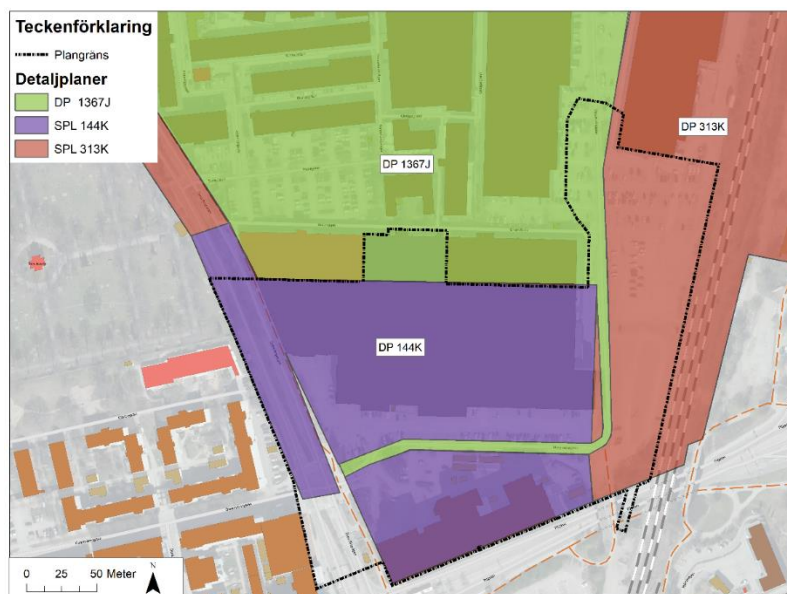 Teckenförklaring
Plangräns
Detaljplaner
DP 1367J
SPL 144K
SPL 313K
DP 313K
DP 1367J
DP 144K
0 25 50 Meter
N